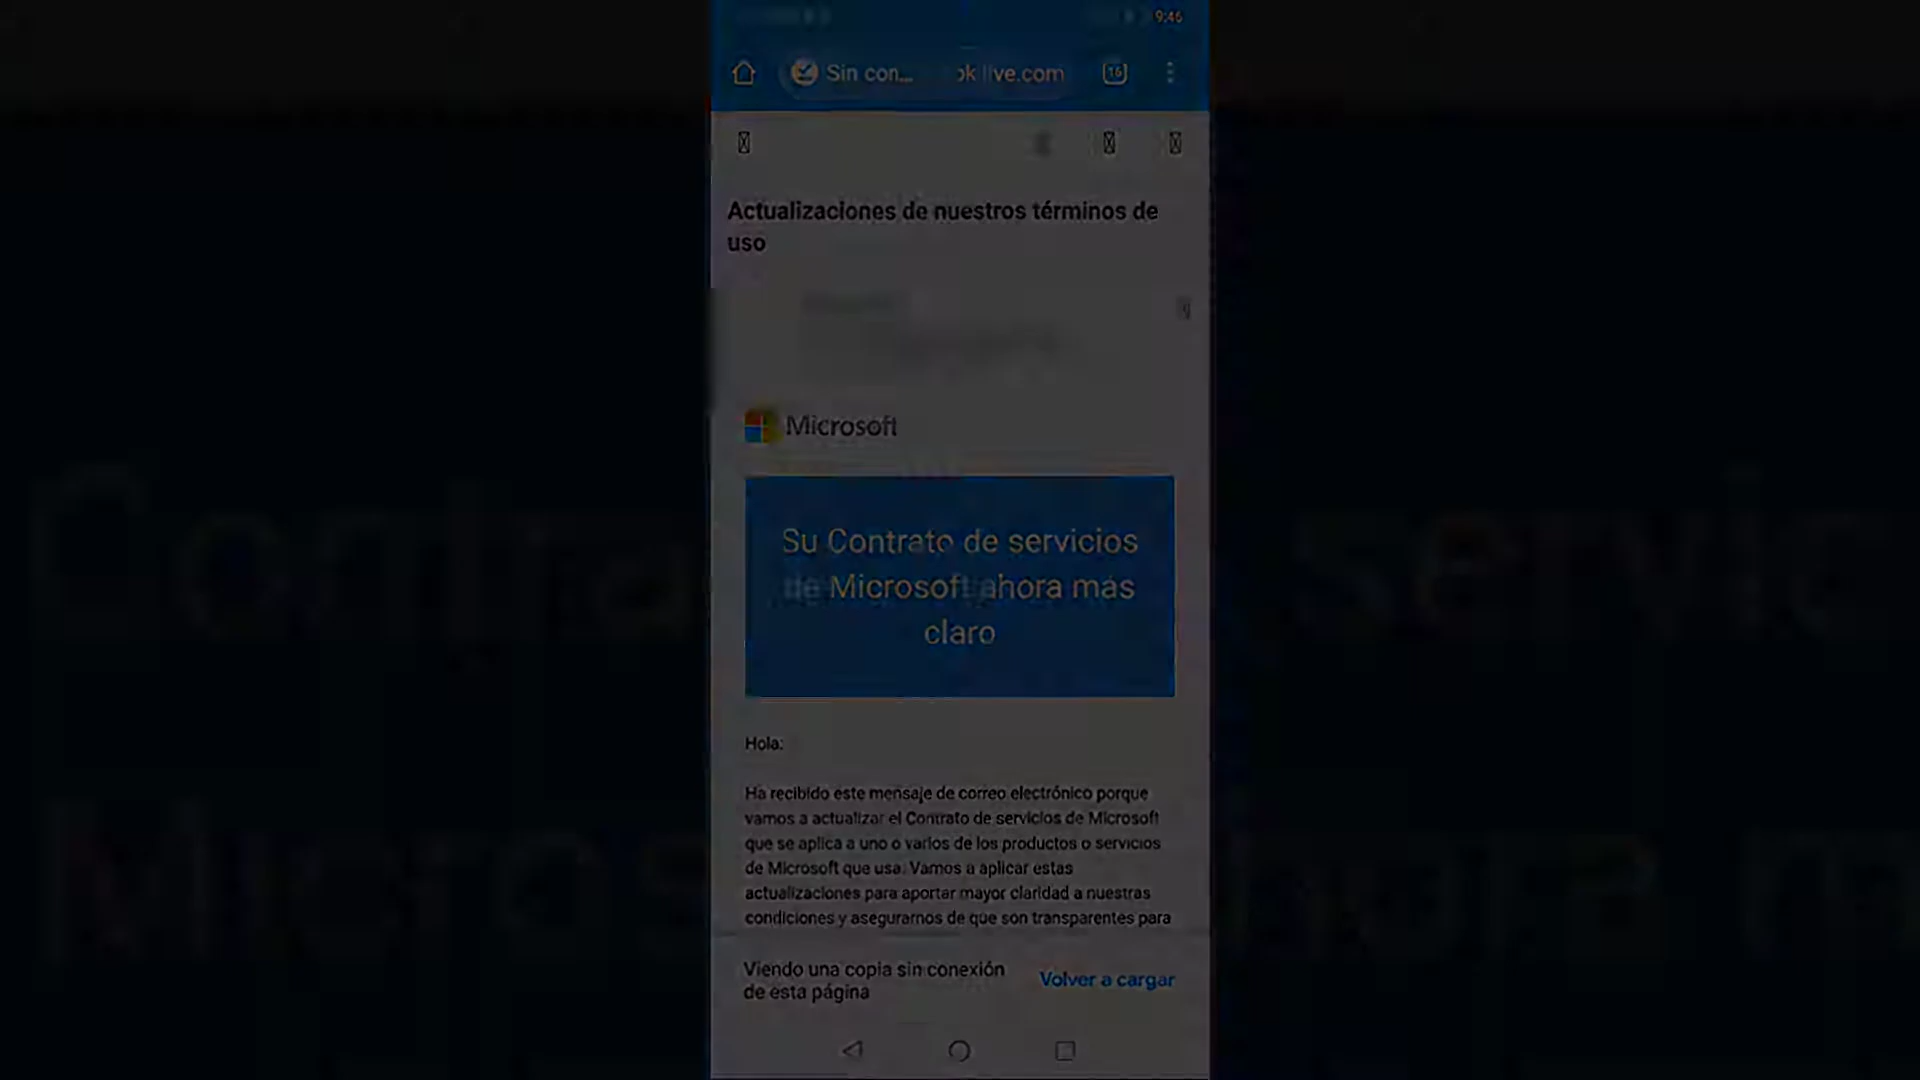 9:46
Sin con... ok.live.com
16
Actualizaciones de nuestros términos de
uso
Microsoft
Su Contrato de servicios
de Microsoft ahora más
claro
Hola:
Ha recibido este mensaje de correo electrónico porque
vamos a actualizar el Contrato de servicios de Microsoft
que se aplica a uno o varios de los productos o servicios
de Microsoft que usa. Vamos a aplicar estas
actualizaciones para aportar mayor claridad a nuestras
condiciones y asegurarnos de que son transparentes para
Viendo una copia sin conexión
de esta página
Volver a cargar